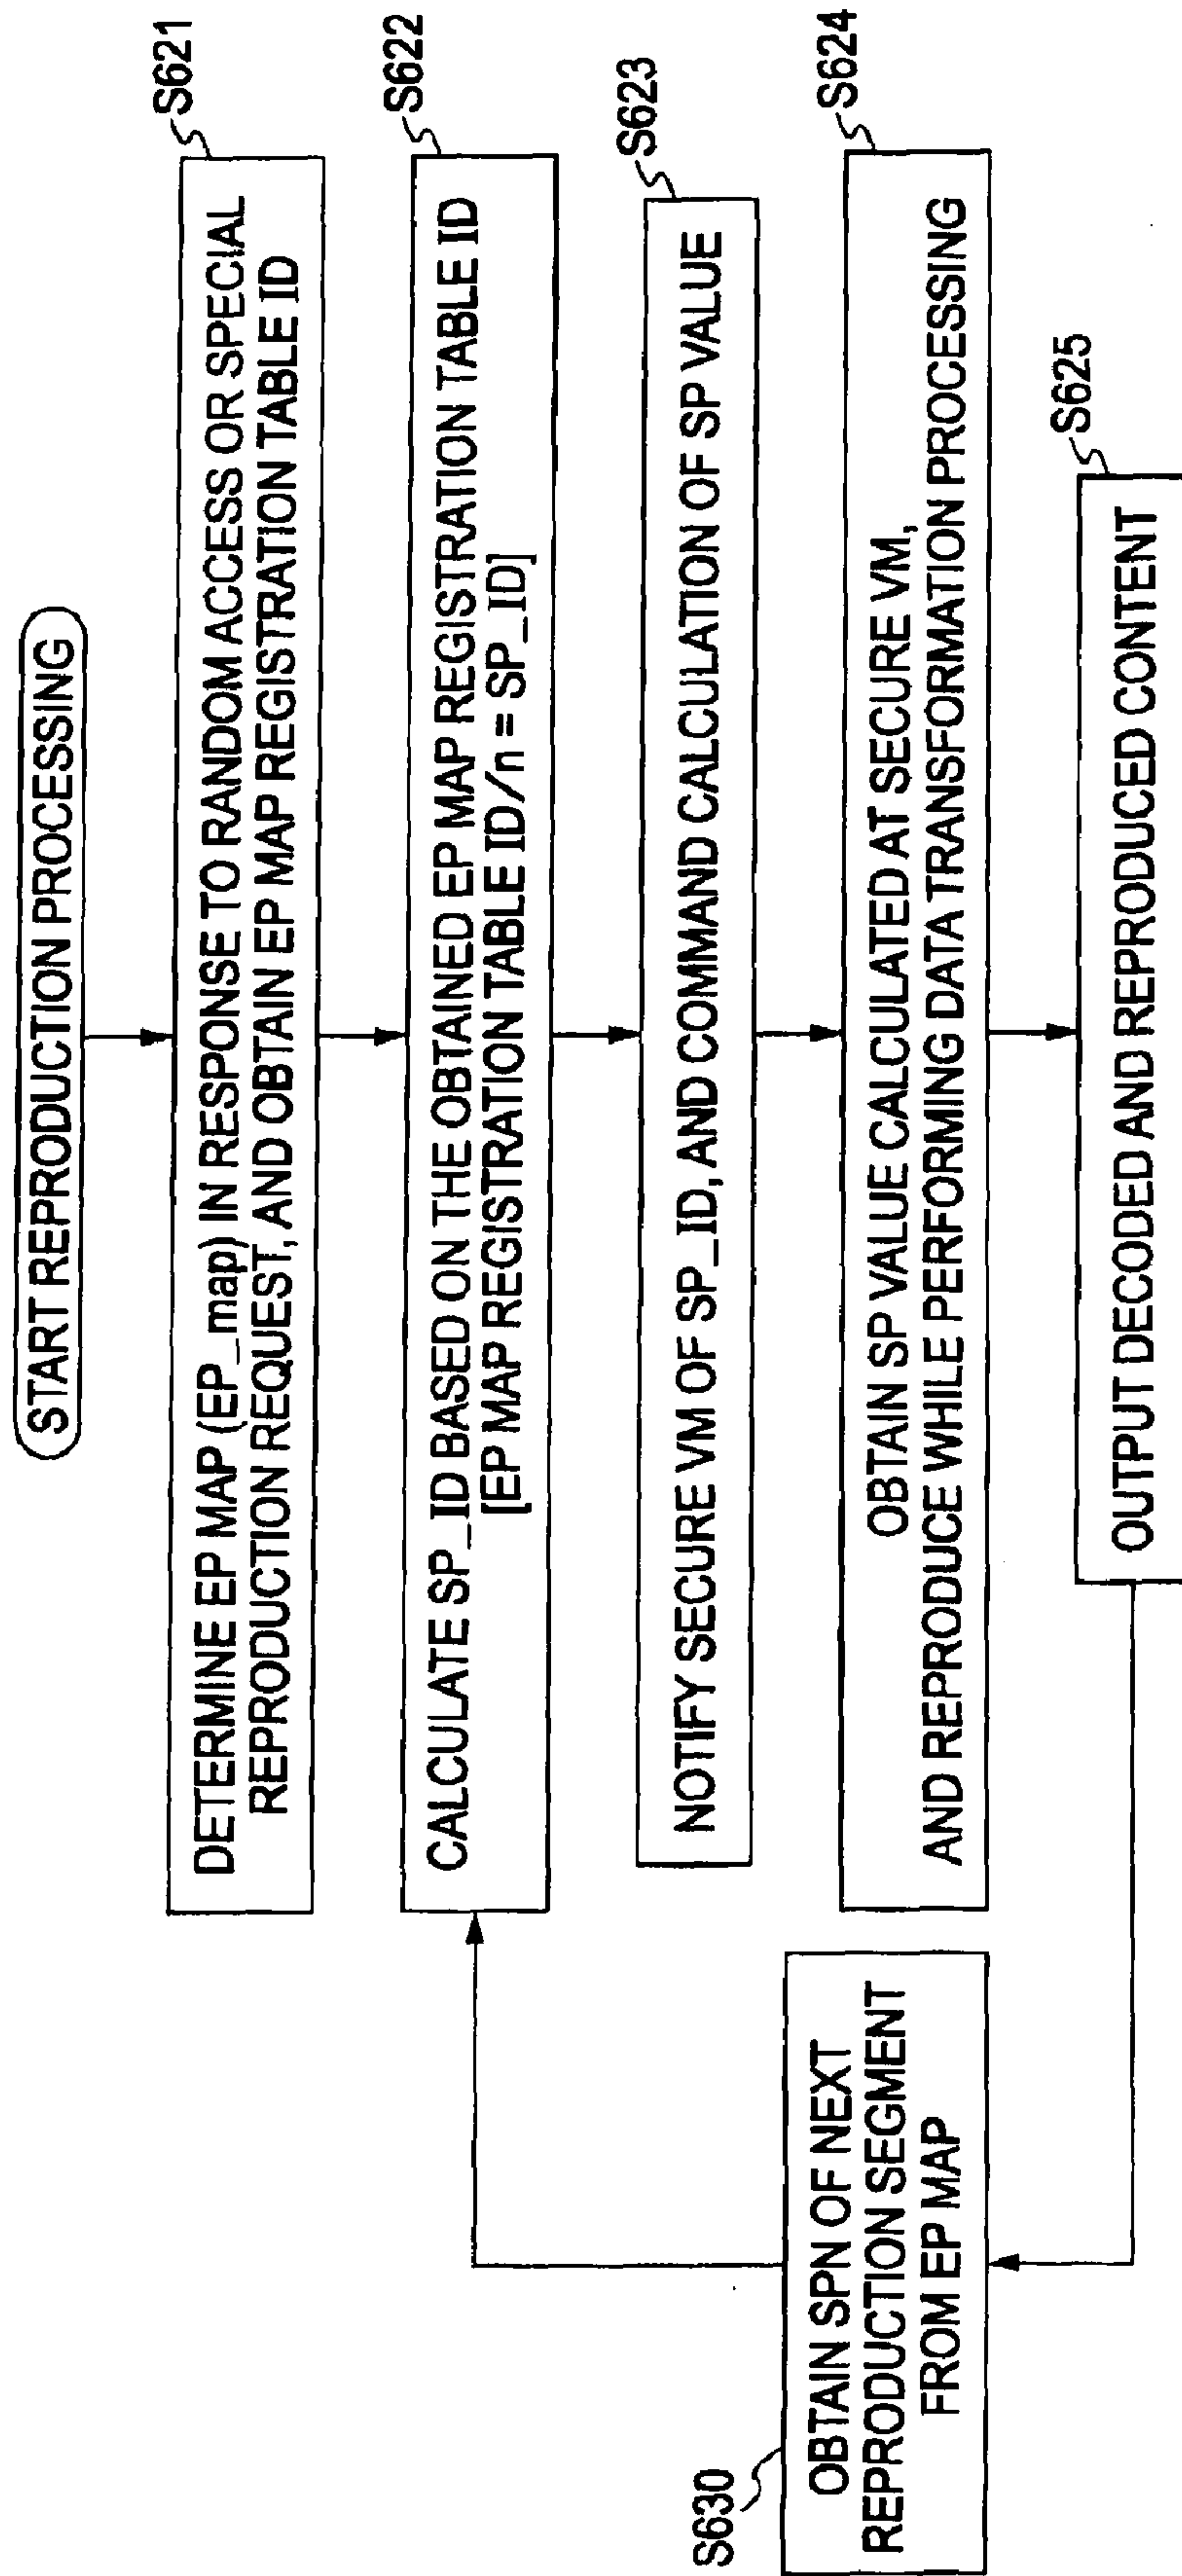 START REPRODUCTION PROCESSING
S621
DETERMINE EP MAP (EP_map) IN RESPONSE TO RANDOM ACCESS OR SPECIAL
REPRODUCTION REQUEST, AND OBTAIN EP MAP REGISTRATION TABLE ID
S622
CALCULATE SP_ID BASED ON THE OBTAINED EP MAP REGISTRATION TABLE ID
[EP MAP REGISTRATION TABLE ID/n = SP_ID]
S623
NOTIFY SECURE VM OF SP_ID, AND COMMAND CALCULATION OF SP VALUE
S624
OBTAIN SP VALUE CALCULATED AT SECURE VM,
AND REPRODUCE WHILE PERFORMING DATA TRANSFORMATION PROCESSING
S625
OUTPUT DECODED AND REPRODUCED CONTENT
S630
OBTAIN SPN OF NEXT
REPRODUCTION SEGMENT
FROM EP MAP